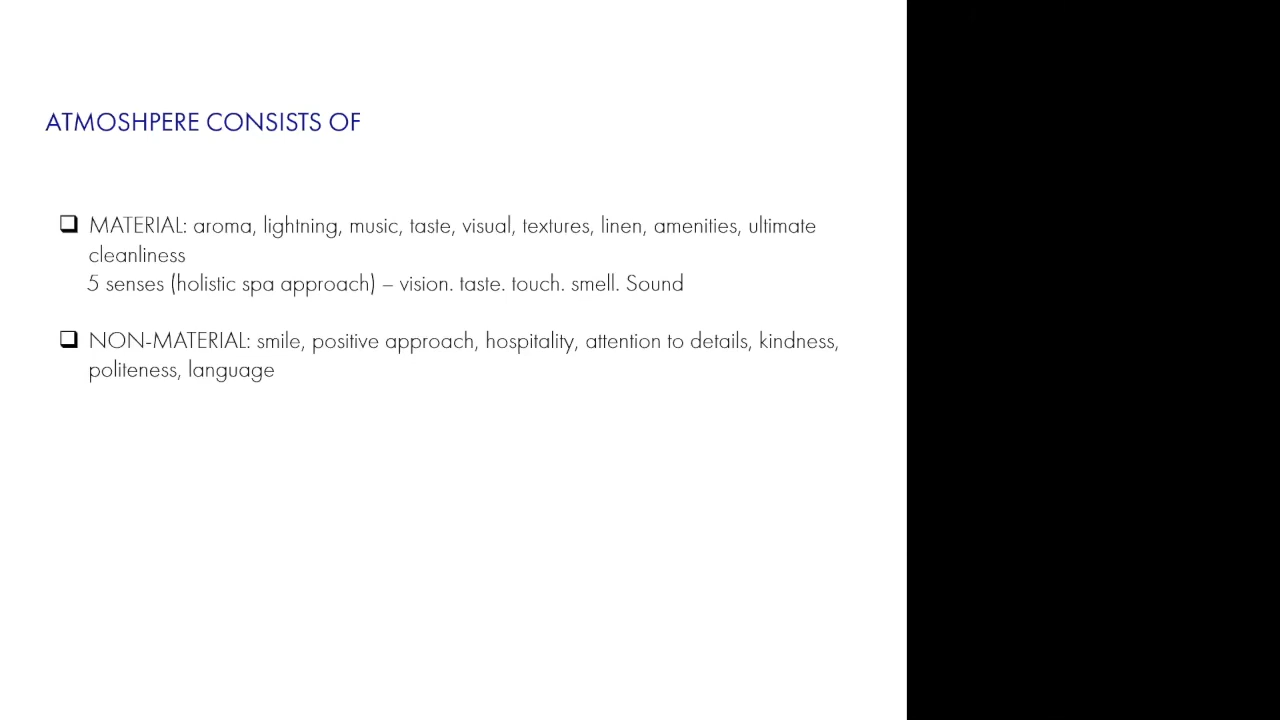 ATMOSHPERE CONSISTS OF
❑ MATERIAL: aroma, lightning, music, taste, visual, textures, linen, amenities, ultimate
cleanliness
5 senses (holistic spa approach) – vision. taste. touch. smell. Sound
❑ NON-MATERIAL: smile, positive approach, hospitality, attention to details, kindness,
politeness, language